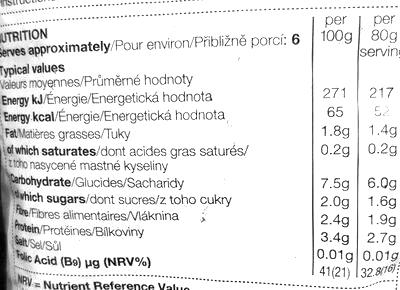 NUTRITION
per per
100g 80g
serving
Serves approximately/Pour environ/Přibližně porcí: 6
Typical values
Valeurs moyennes/Průměrné hodnoty
Energy kJ/Énergie/Energetická hodnota 271 217
Energy kcal/Énergie/Energetická hodnota 65 52
Fat/Matières grasses/Tuky 1.8g 1.4g
of which saturates/dont acides gras saturés/ 0.2g 0.2g
z toho nasycené mastné kyseliny
Carbohydrate/Glucides/Sacharidy 7.5g 6.0g
of which sugars/dont sucres/z toho cukry 2.0g 1.6g
Fibre/Fibres alimentaires/Vláknina 2.4g 1.9g
Protein/Protéines/Bílkoviny 3.4g 2.7g
Salt/Sel/Sůl 0.01g 0.01g
Folic Acid (B9) µg (NRV%) 41(21) 32.8(16)
NRV = Nutrient Reference Value